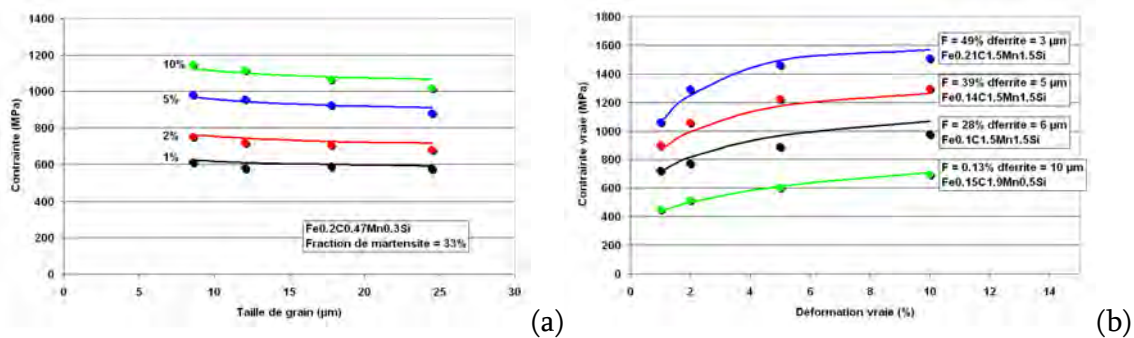 1400
1200
1000
800
600
400
200
0
Contrainte (MPa)
10%
5%
2%
1%
Fe0.2C0.47Mn0.3Si
Fraction de martensite = 33%
0 5 10 15 20 25 30
Taille de grain (µm)
(a)
1800
1600
1400
1200
1000
800
600
400
200
0
Contrainte vraie (MPa)
F = 49% dferrite = 3 µm
Fe0.21C1.5Mn1.5Si
F = 39% dferrite = 5 µm
Fe0.14C1.5Mn1.5Si
F = 28% dferrite = 6 µm
Fe0.1C1.5Mn1.5Si
F = 0.13% dferrite = 10 µm
Fe0.15C1.9Mn0.5Si
0 2 4 6 8 10 12 14
Déformation vraie (%)
(b)